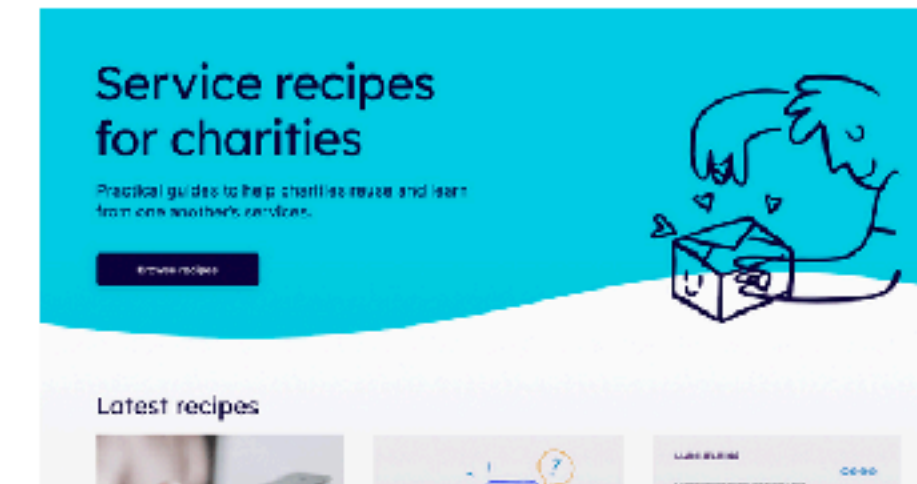 Service recipes
for charities
Practical guides to help charities reuse and learn
from one another's services.
Browse recipes
Latest recipes
?